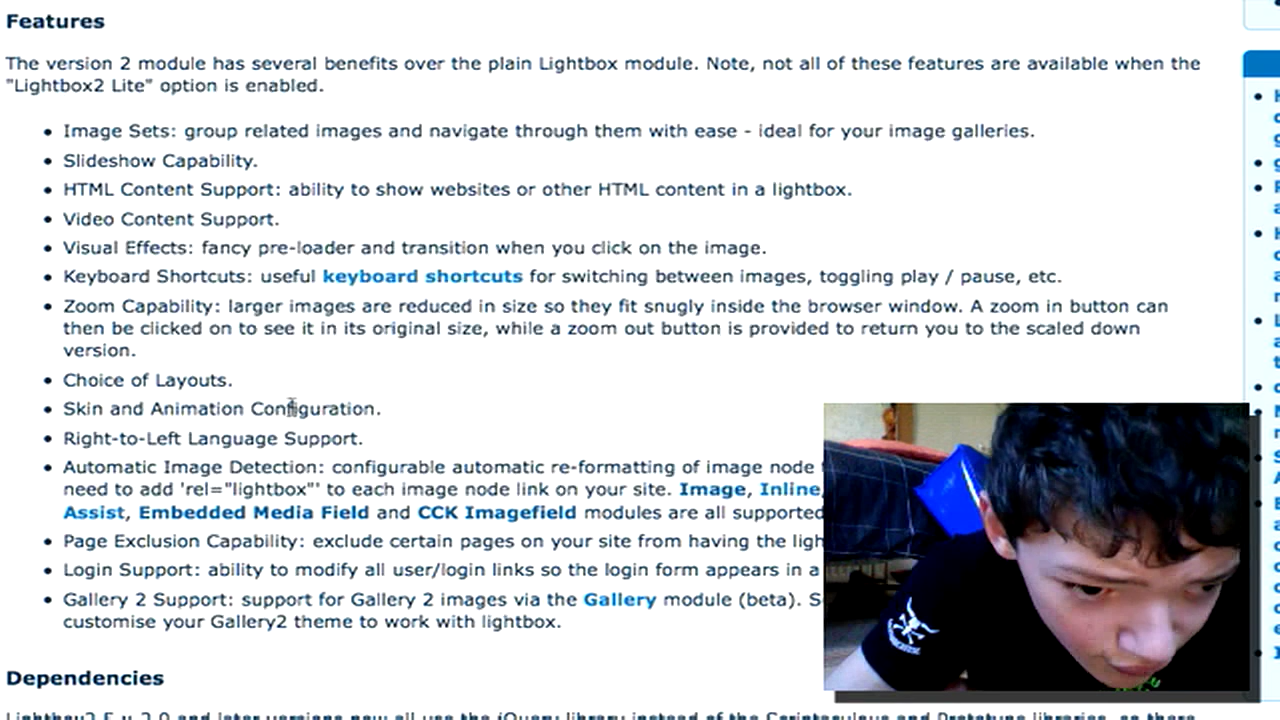 Features
The version 2 module has several benefits over the plain Lightbox module. Note, not all of these features are available when the
"Lightbox2 Lite" option is enabled.
Image Sets: group related images and navigate through them with ease - ideal for your image galleries.
Slideshow Capability.
HTML Content Support: ability to show websites or other HTML content in a lightbox.
Video Content Support.
Visual Effects: fancy pre-loader and transition when you click on the image.
Keyboard Shortcuts: useful keyboard shortcuts for switching between images, toggling play / pause, etc.
Zoom Capability: larger images are reduced in size so they fit snugly inside the browser window. A zoom in button can
then be clicked on to see it in its original size, while a zoom out button is provided to return you to the scaled down
version.
Choice of Layouts.
Skin and Animation Configuration.
Right-to-Left Language Support.
Automatic Image Detection: configurable automatic re-formatting of image node
need to add 'rel="lightbox"' to each image node link on your site. Image, Inline,
Assist, Embedded Media Field and CCK Imagefield modules are all supported
Page Exclusion Capability: exclude certain pages on your site from having the ligh
Login Support: ability to modify all user/login links so the login form appears in a
Gallery 2 Support: support for Gallery 2 images via the Gallery module (beta). S
customise your Gallery2 theme to work with lightbox.
Dependencies